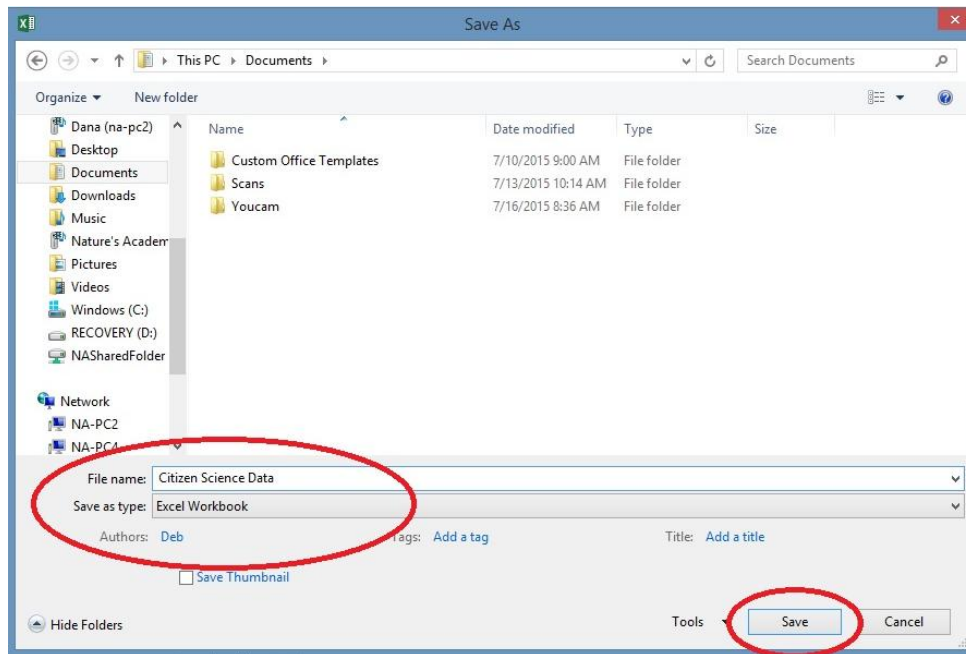 Save As
This PC Documents
Search Documents
Organize New folder
Dana (na-pc2)
Desktop
Documents
Downloads
Music
Nature's Academ
Pictures
Videos
Windows (C:)
RECOVERY (D:)
NASharedFolder
Network
NA-PC2
NA-PC4
Name Date modified Type Size
Custom Office Templates 7/10/2015 9:00 AM File folder
Scans 7/13/2015 10:14 AM File folder
Youcam 7/16/2015 8:36 AM File folder
File name: Citizen Science Data
Save as type: Excel Workbook
Authors: Deb Tags: Add a tag Title: Add a title
Save Thumbnail
Hide Folders Tools Save Cancel